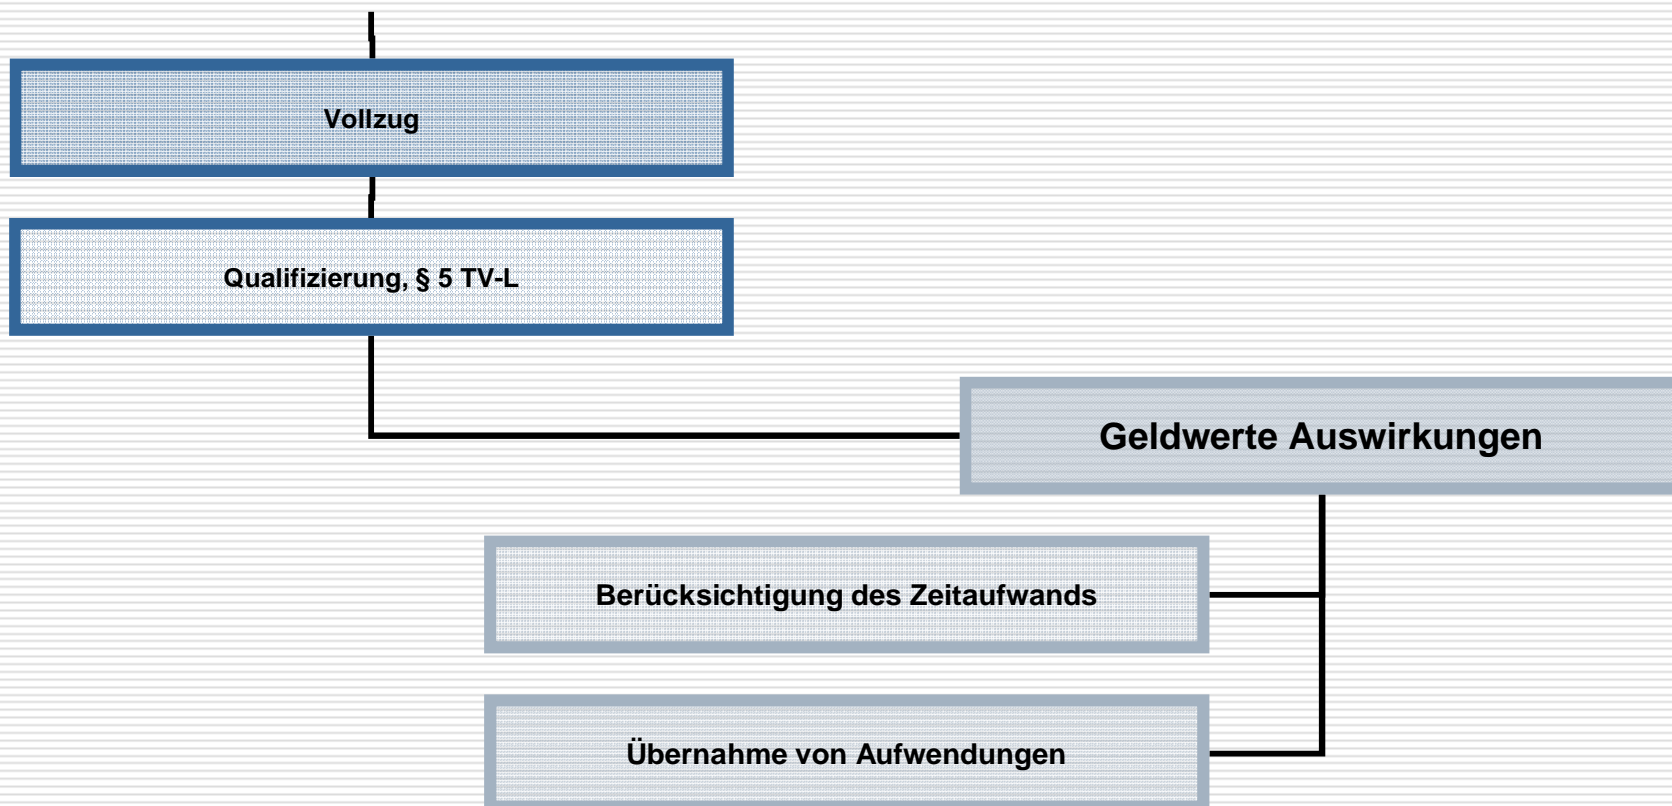 Vollzug
Qualifizierung, § 5 TV-L
Geldwerte Auswirkungen
Berücksichtigung des Zeitaufwands
Übernahme von Aufwendungen